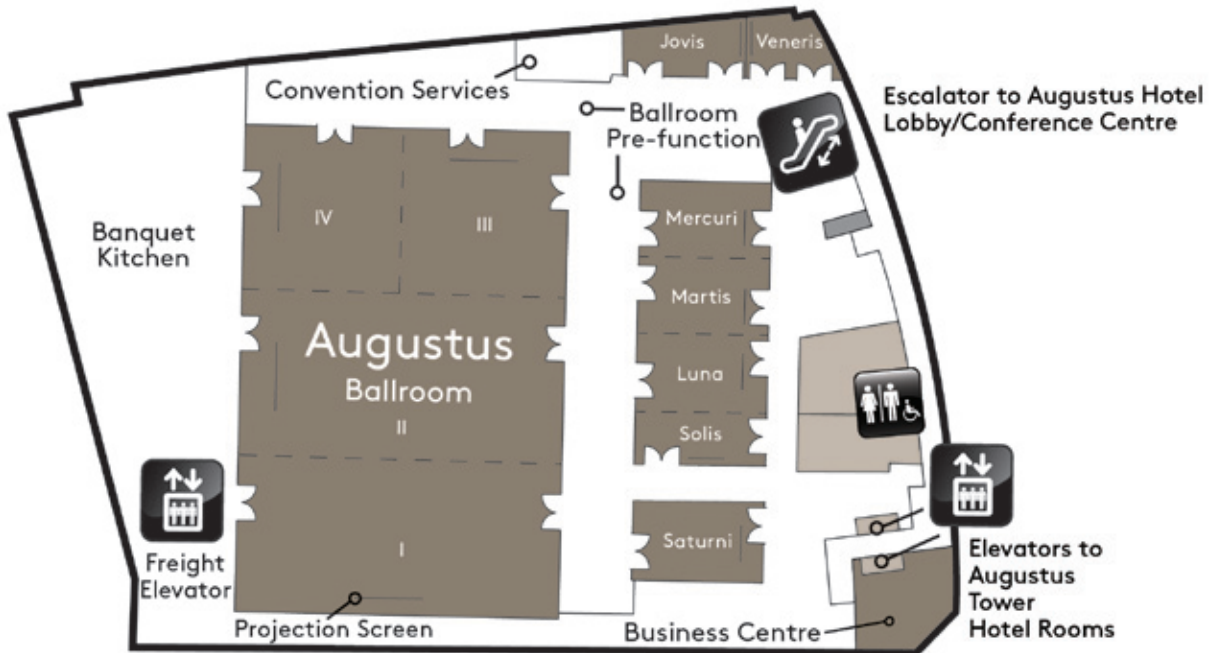 Jovis
Veneris
Convention Services
Ballroom
Pre-function
Escalator to Augustus Hotel
Lobby/Conference Centre
Banquet
Kitchen
IV
III
Mercuri
Martis
Augustus
Ballroom
II
Luna
Solis
Freight
Elevator
I
Saturni
Elevators to
Augustus
Tower
Hotel Rooms
Projection Screen
Business Centre